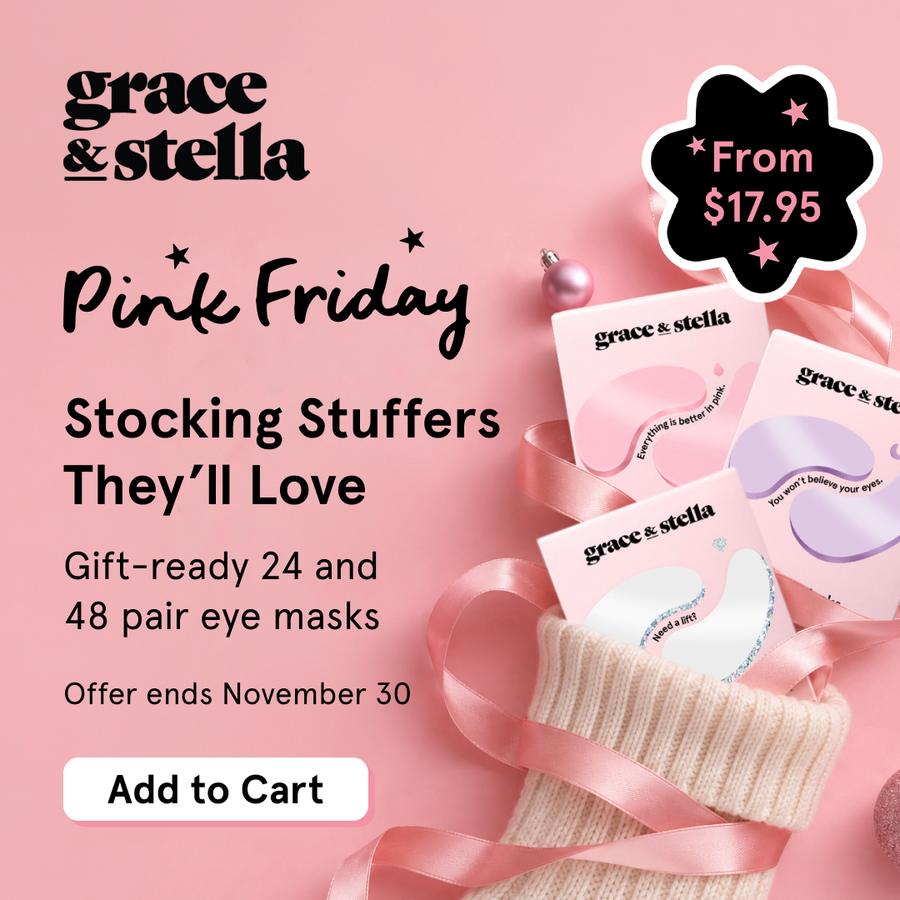 grace
& stella
From
$17.95
Pink Friday
Stocking Stuffers
They’ll Love
Gift-ready 24 and
48 pair eye masks
Offer ends November 30
Add to Cart
grace & stella
Everything is better in pink.
grace & ste
You won't believe your eyes.
grace & stella
Need a lift?